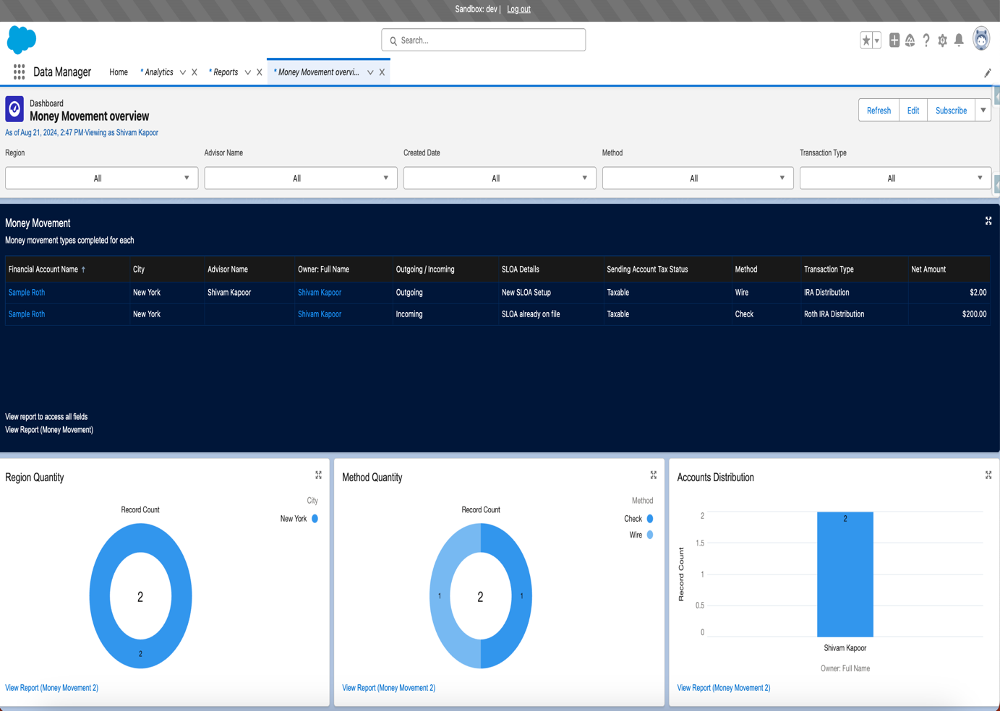 Sandbox: dev | Log out
Search...
Data Manager Home * Analytics * Reports * Money Movement overvi...
Dashboard
Money Movement overview
As of Aug 21, 2024, 2:47 PM·Viewing as Shivam Kapoor
Refresh Edit Subscribe
Region Advisor Name Created Date Method Transaction Type
All All All All All
Money Movement
Money movement types completed for each
Financial Account Name ↑ City Advisor Name Owner: Full Name Outgoing / Incoming SLOA Details Sending Account Tax Status Method Transaction Type Net Amount
Sample Roth New York Shivam Kapoor Shivam Kapoor Outgoing New SLOA Setup Taxable Wire IRA Distribution $2.00
Sample Roth New York Shivam Kapoor Incoming SLOA already on file Taxable Check Roth IRA Distribution $200.00
View report to access all fields
View Report (Money Movement)
Region Quantity
City
Record Count
New York
2
2
View Report (Money Movement 2)
Method Quantity
Method
Record Count
Check
Wire
1 2 1
View Report (Money Movement 2)
Accounts Distribution
Record Count
2
1.5
1
0.5
0
2
Shivam Kapoor
Owner: Full Name
View Report (Money Movement 2)